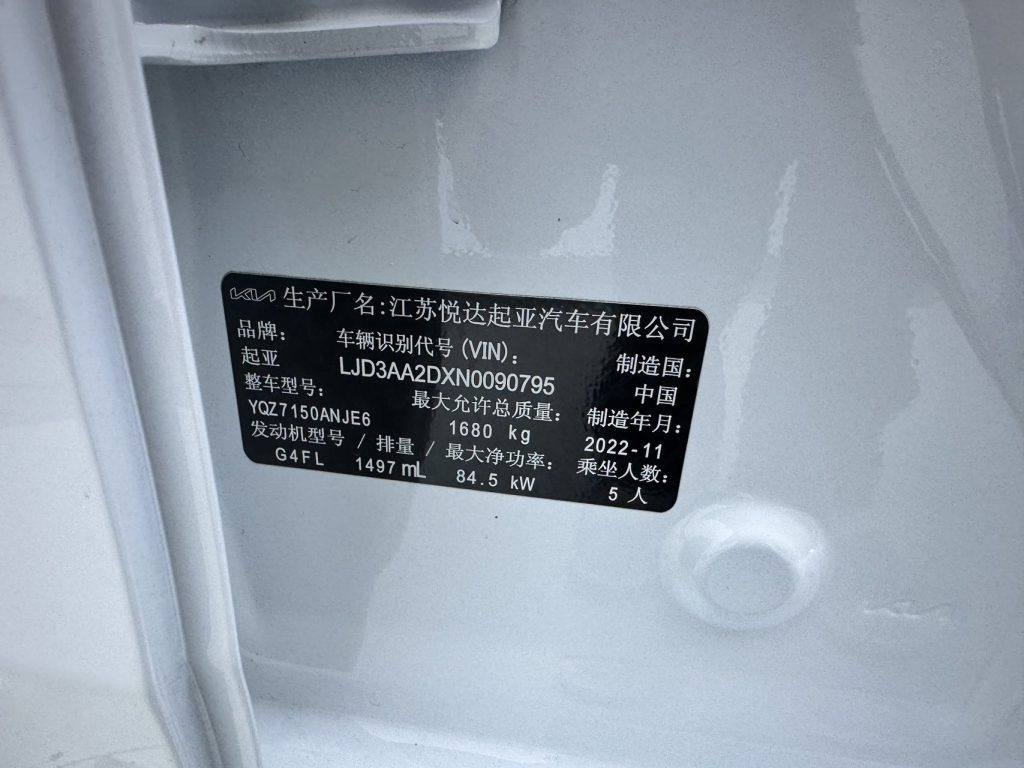 KIA 生产厂名:江苏悦达起亚汽车有限公司
品牌: 车辆识别代号(VIN): 制造国:
起亚 LJD3AA2DXN0090795 中国
整车型号: 最大允许总质量: 制造年月:
YQZ7150ANJE6 1680 kg 2022-11
发动机型号 / 排量 / 最大净功率: 乘坐人数:
G4FL 1497 mL 84.5 kW 5 人